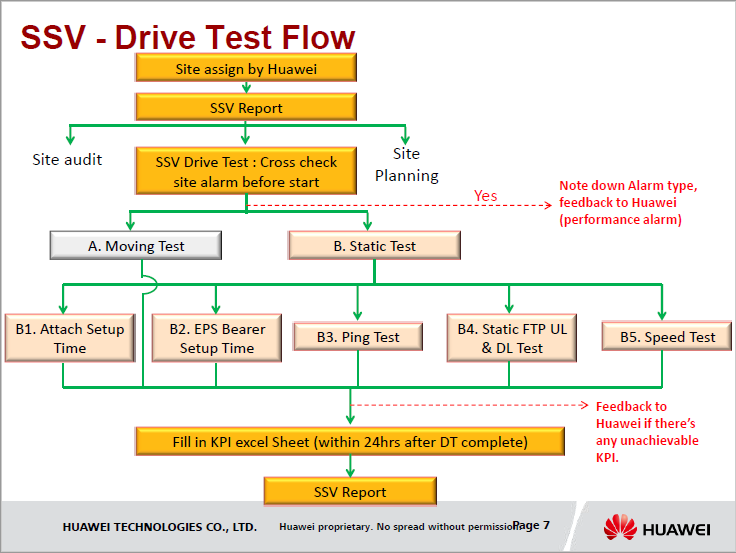 SSV - Drive Test Flow
Site assign by Huawei
SSV Report
Site audit
SSV Drive Test : Cross check
site alarm before start
Site
Planning
Yes
Note down Alarm type,
feedback to Huawei
(performance alarm)
A. Moving Test
B. Static Test
B1. Attach Setup
Time
B2. EPS Bearer
Setup Time
B3. Ping Test
B4. Static FTP UL
& DL Test
B5. Speed Test
Feedback to
Huawei if there's
any unachievable
KPI.
Fill in KPI excel Sheet (within 24hrs after DT complete)
SSV Report
HUAWEI TECHNOLOGIES CO., LTD.
Huawei proprietary. No spread without permission.
Page 7
HUAWEI